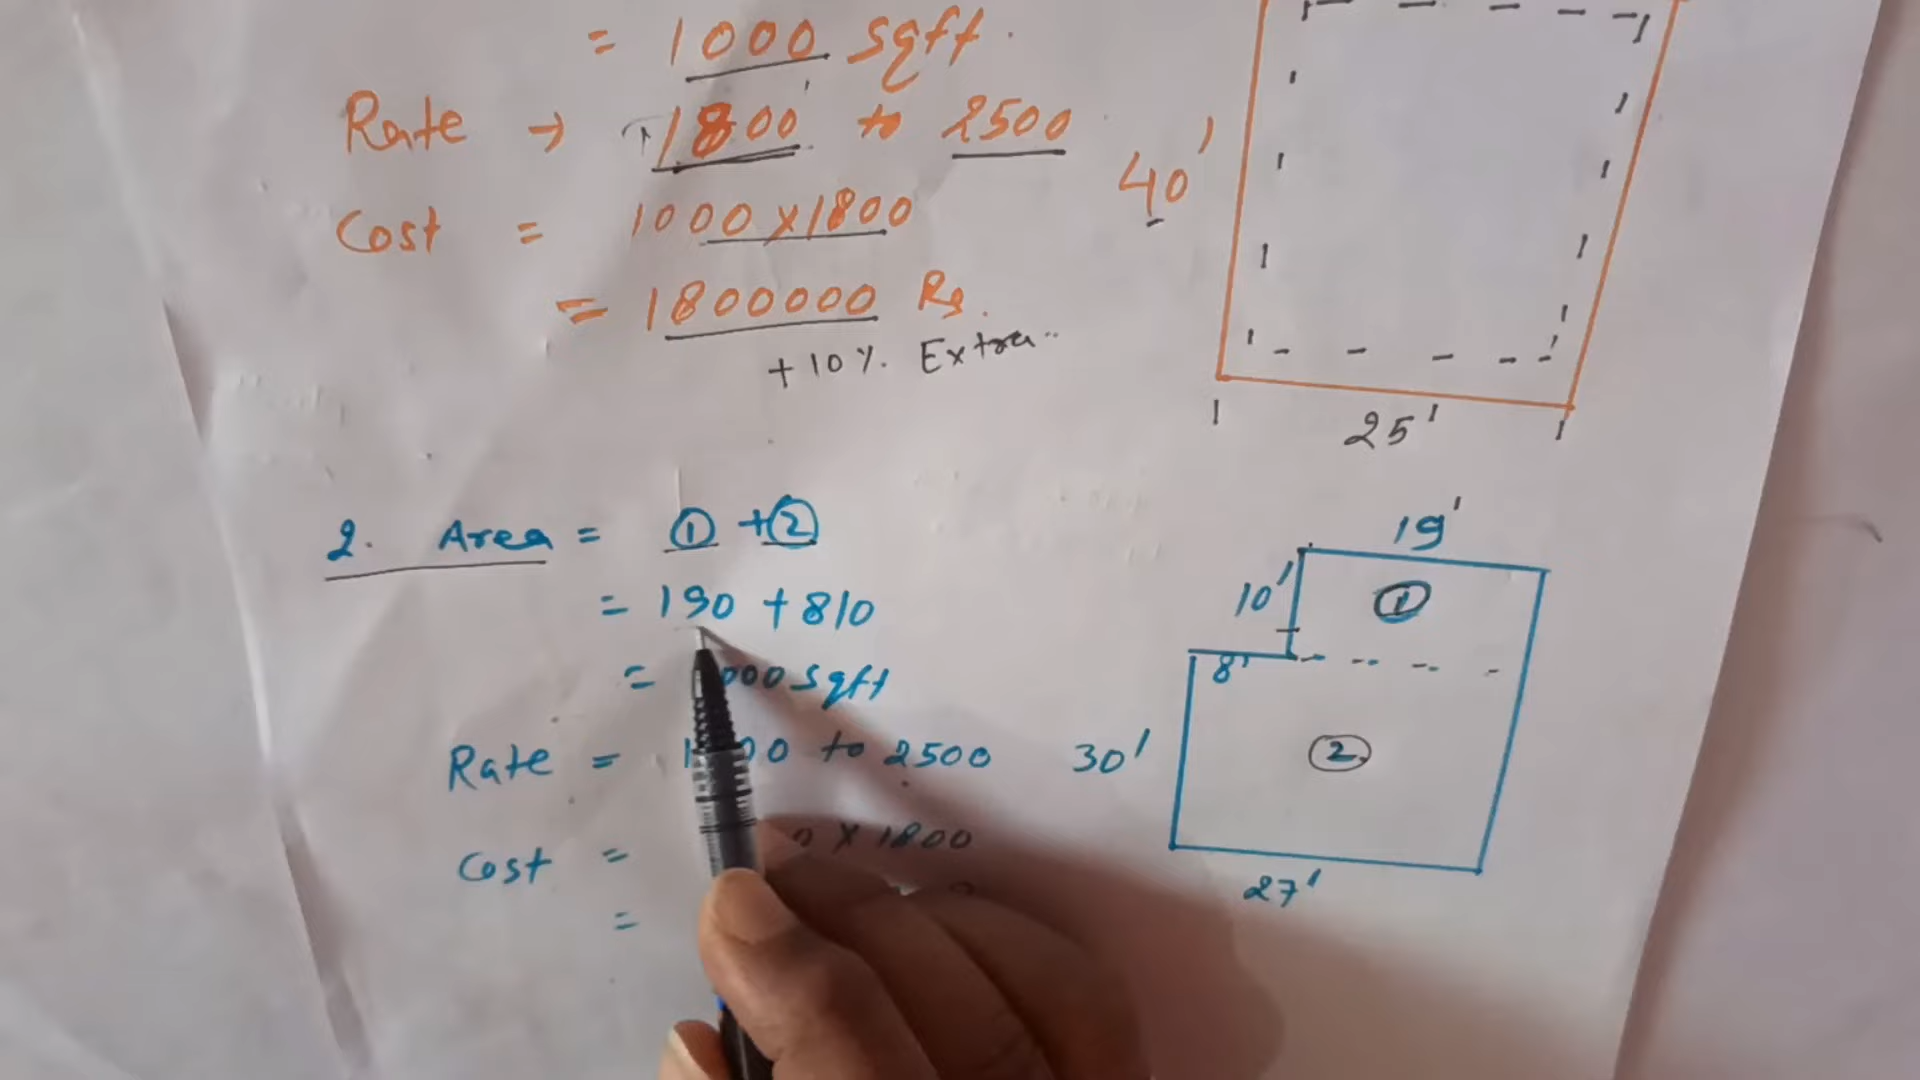 = 1000 sqft.
Rate → 1800 to 2500
Cost = 1000 x 1800
= 1800000 Rs.
+ 10 %. Extra..
40'
25'
2. Area = ① + ②
= 190 + 810
= 000 sqft
Rate = to 2500
Cost = x 1800
=
19'
10'
①
8'
②
30'
27'